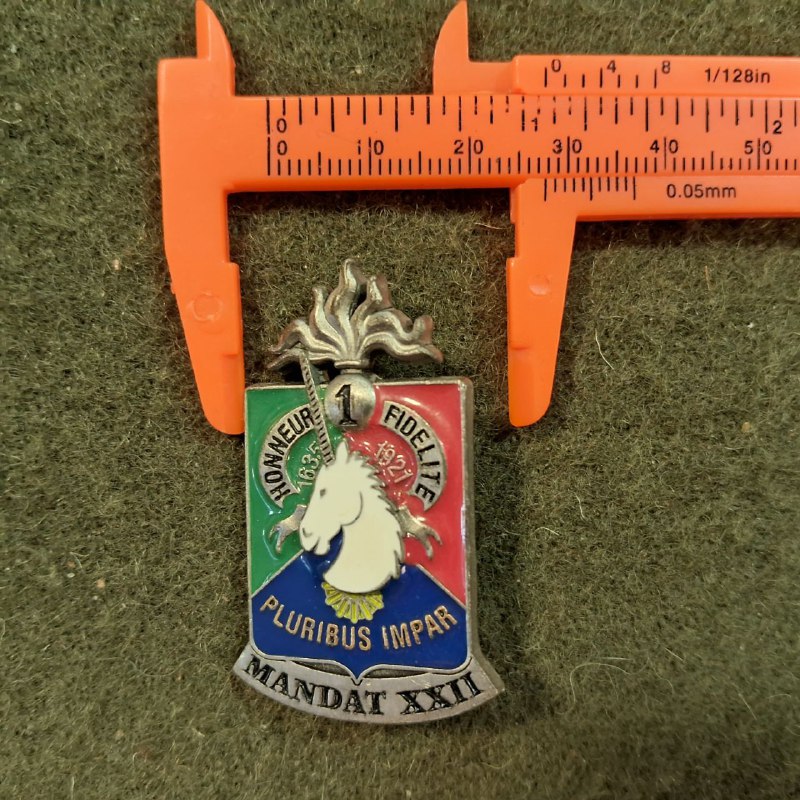 0 4 8 1/128in
0 1 2
0 10 20 30 40 50
0.05mm
1
HONNEUR FIDELITE
1635 1921
PLURIBUS IMPAR
MANDAT XXII